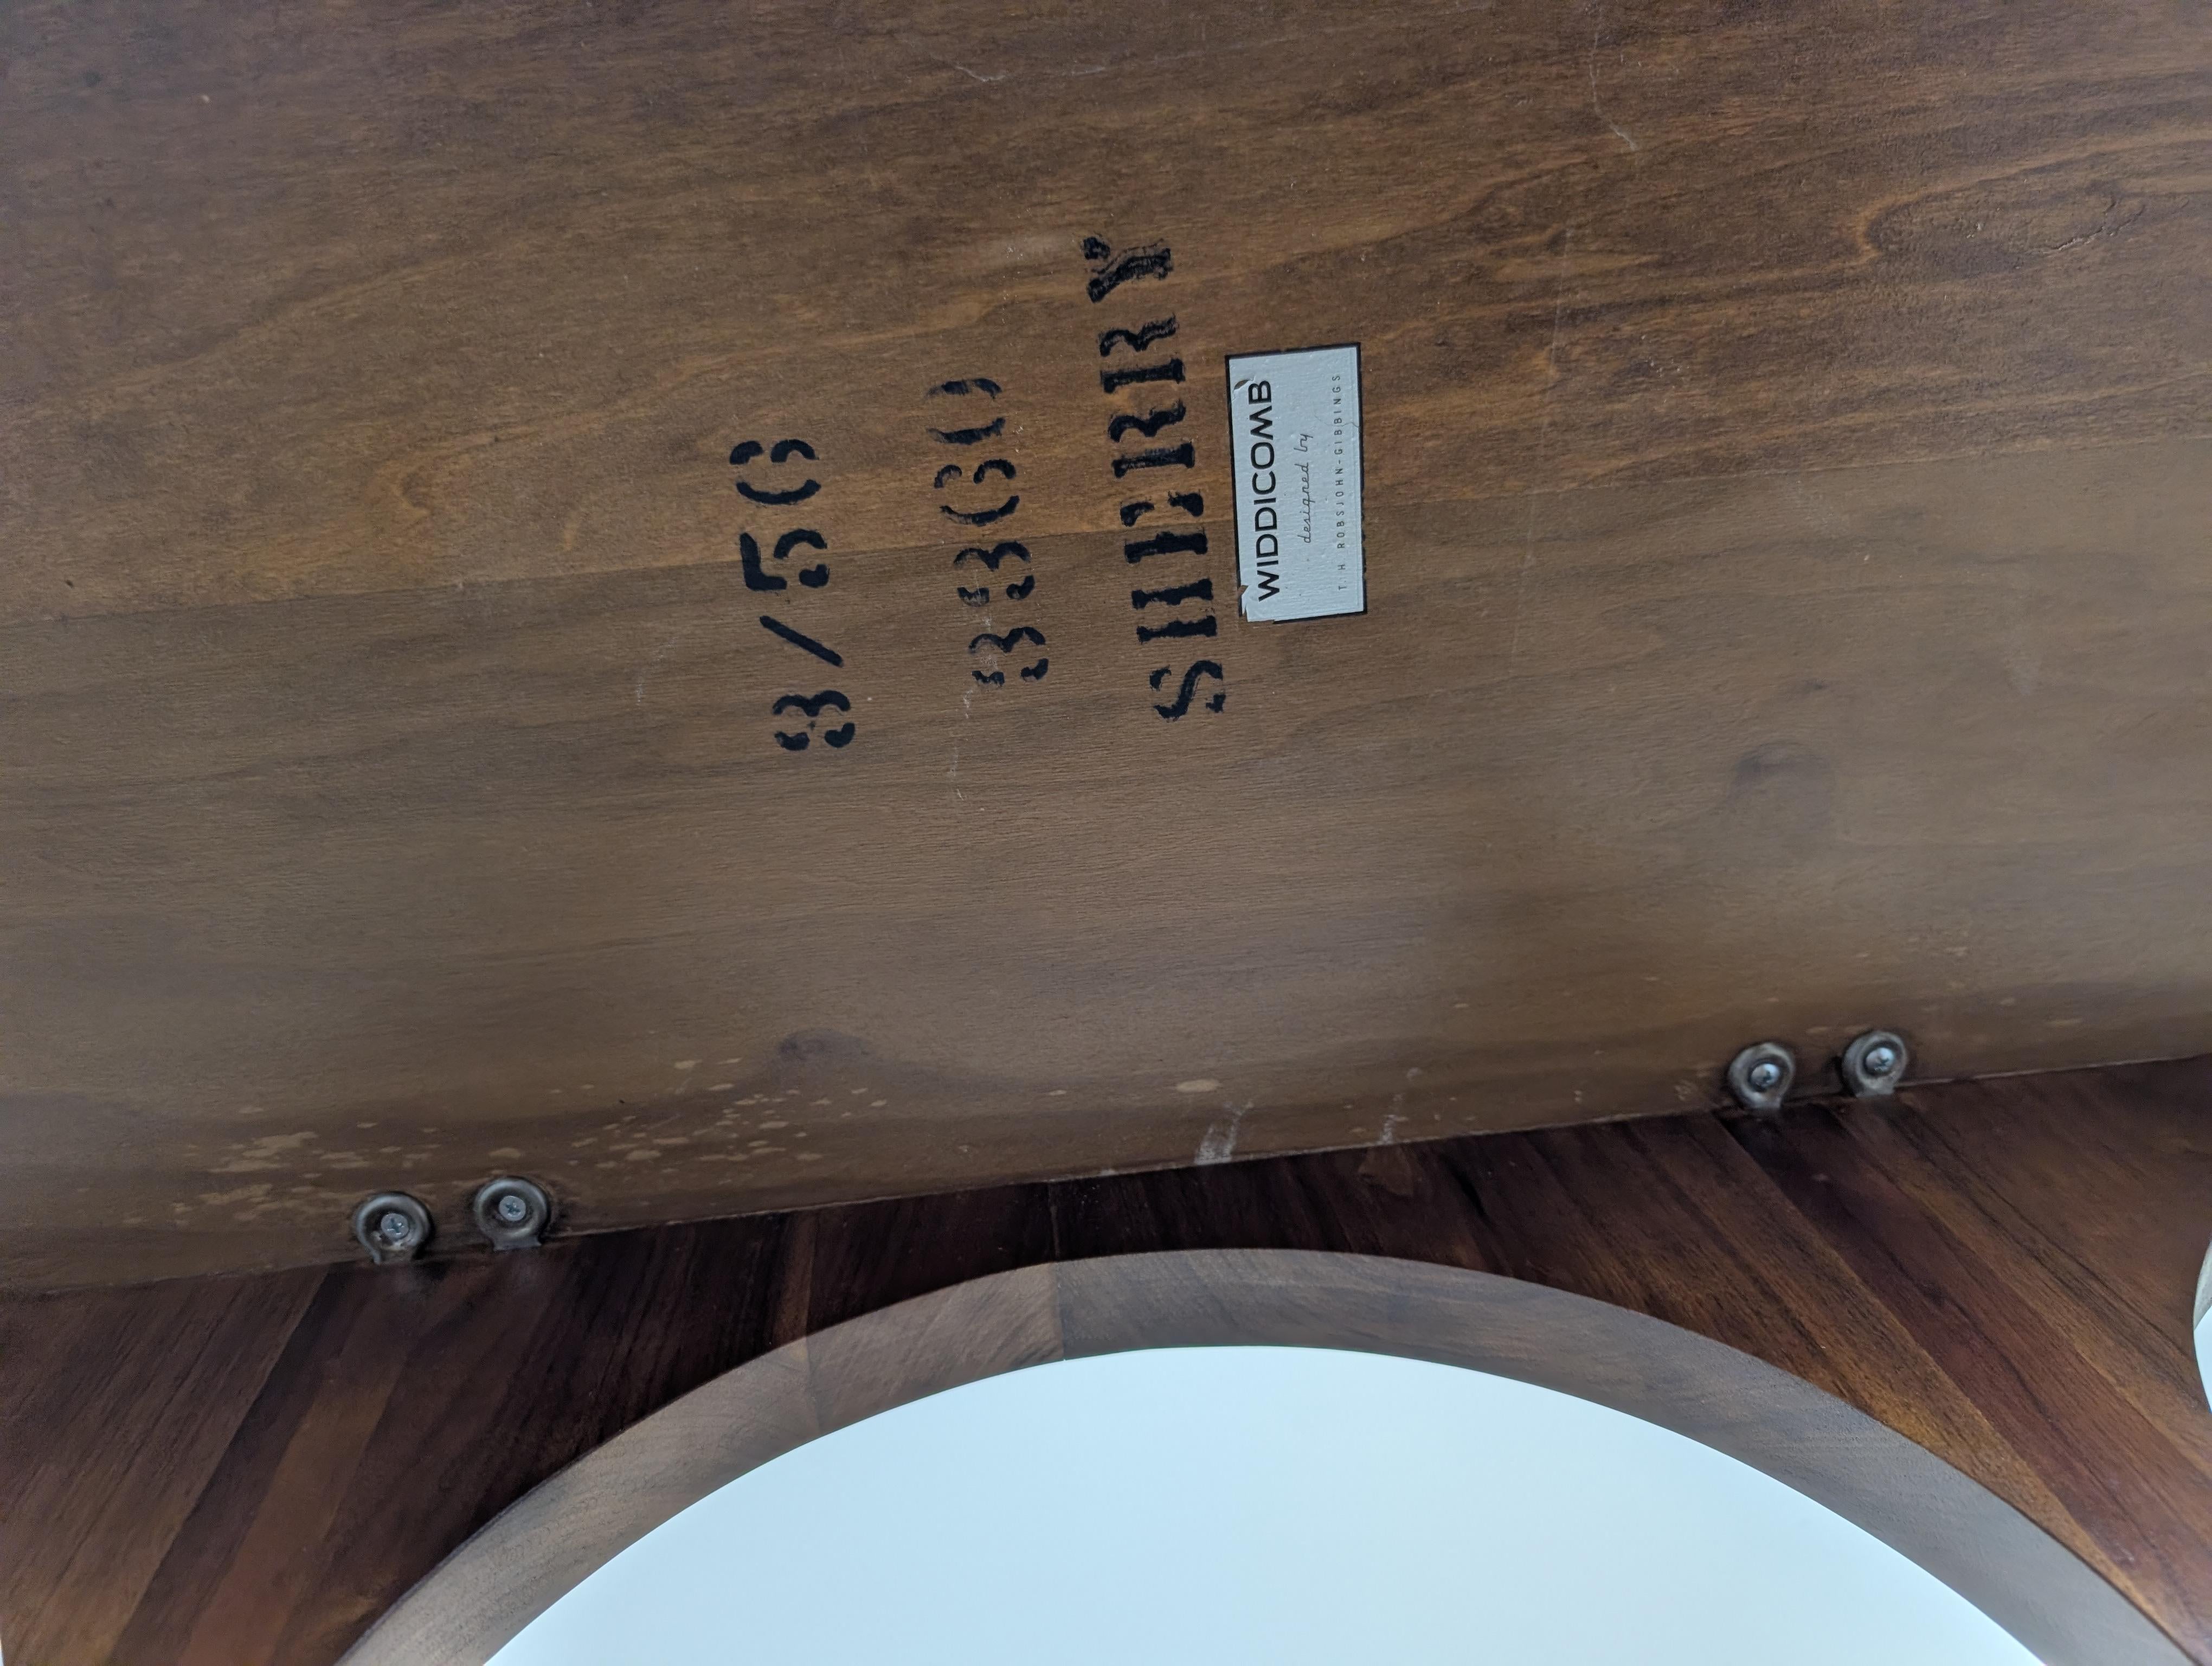 3/56
3360
SHERRY
WIDDICOMB
designed by
T. H. ROBSJOHN-GIBBINGS